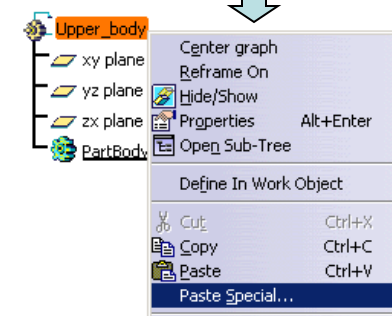 Upper_body
xy plane
yz plane
zx plane
PartBody
Center graph
Reframe On
Hide/Show
Properties Alt+Enter
Open Sub-Tree
Define In Work Object
Cut Ctrl+X
Copy Ctrl+C
Paste Ctrl+V
Paste Special...